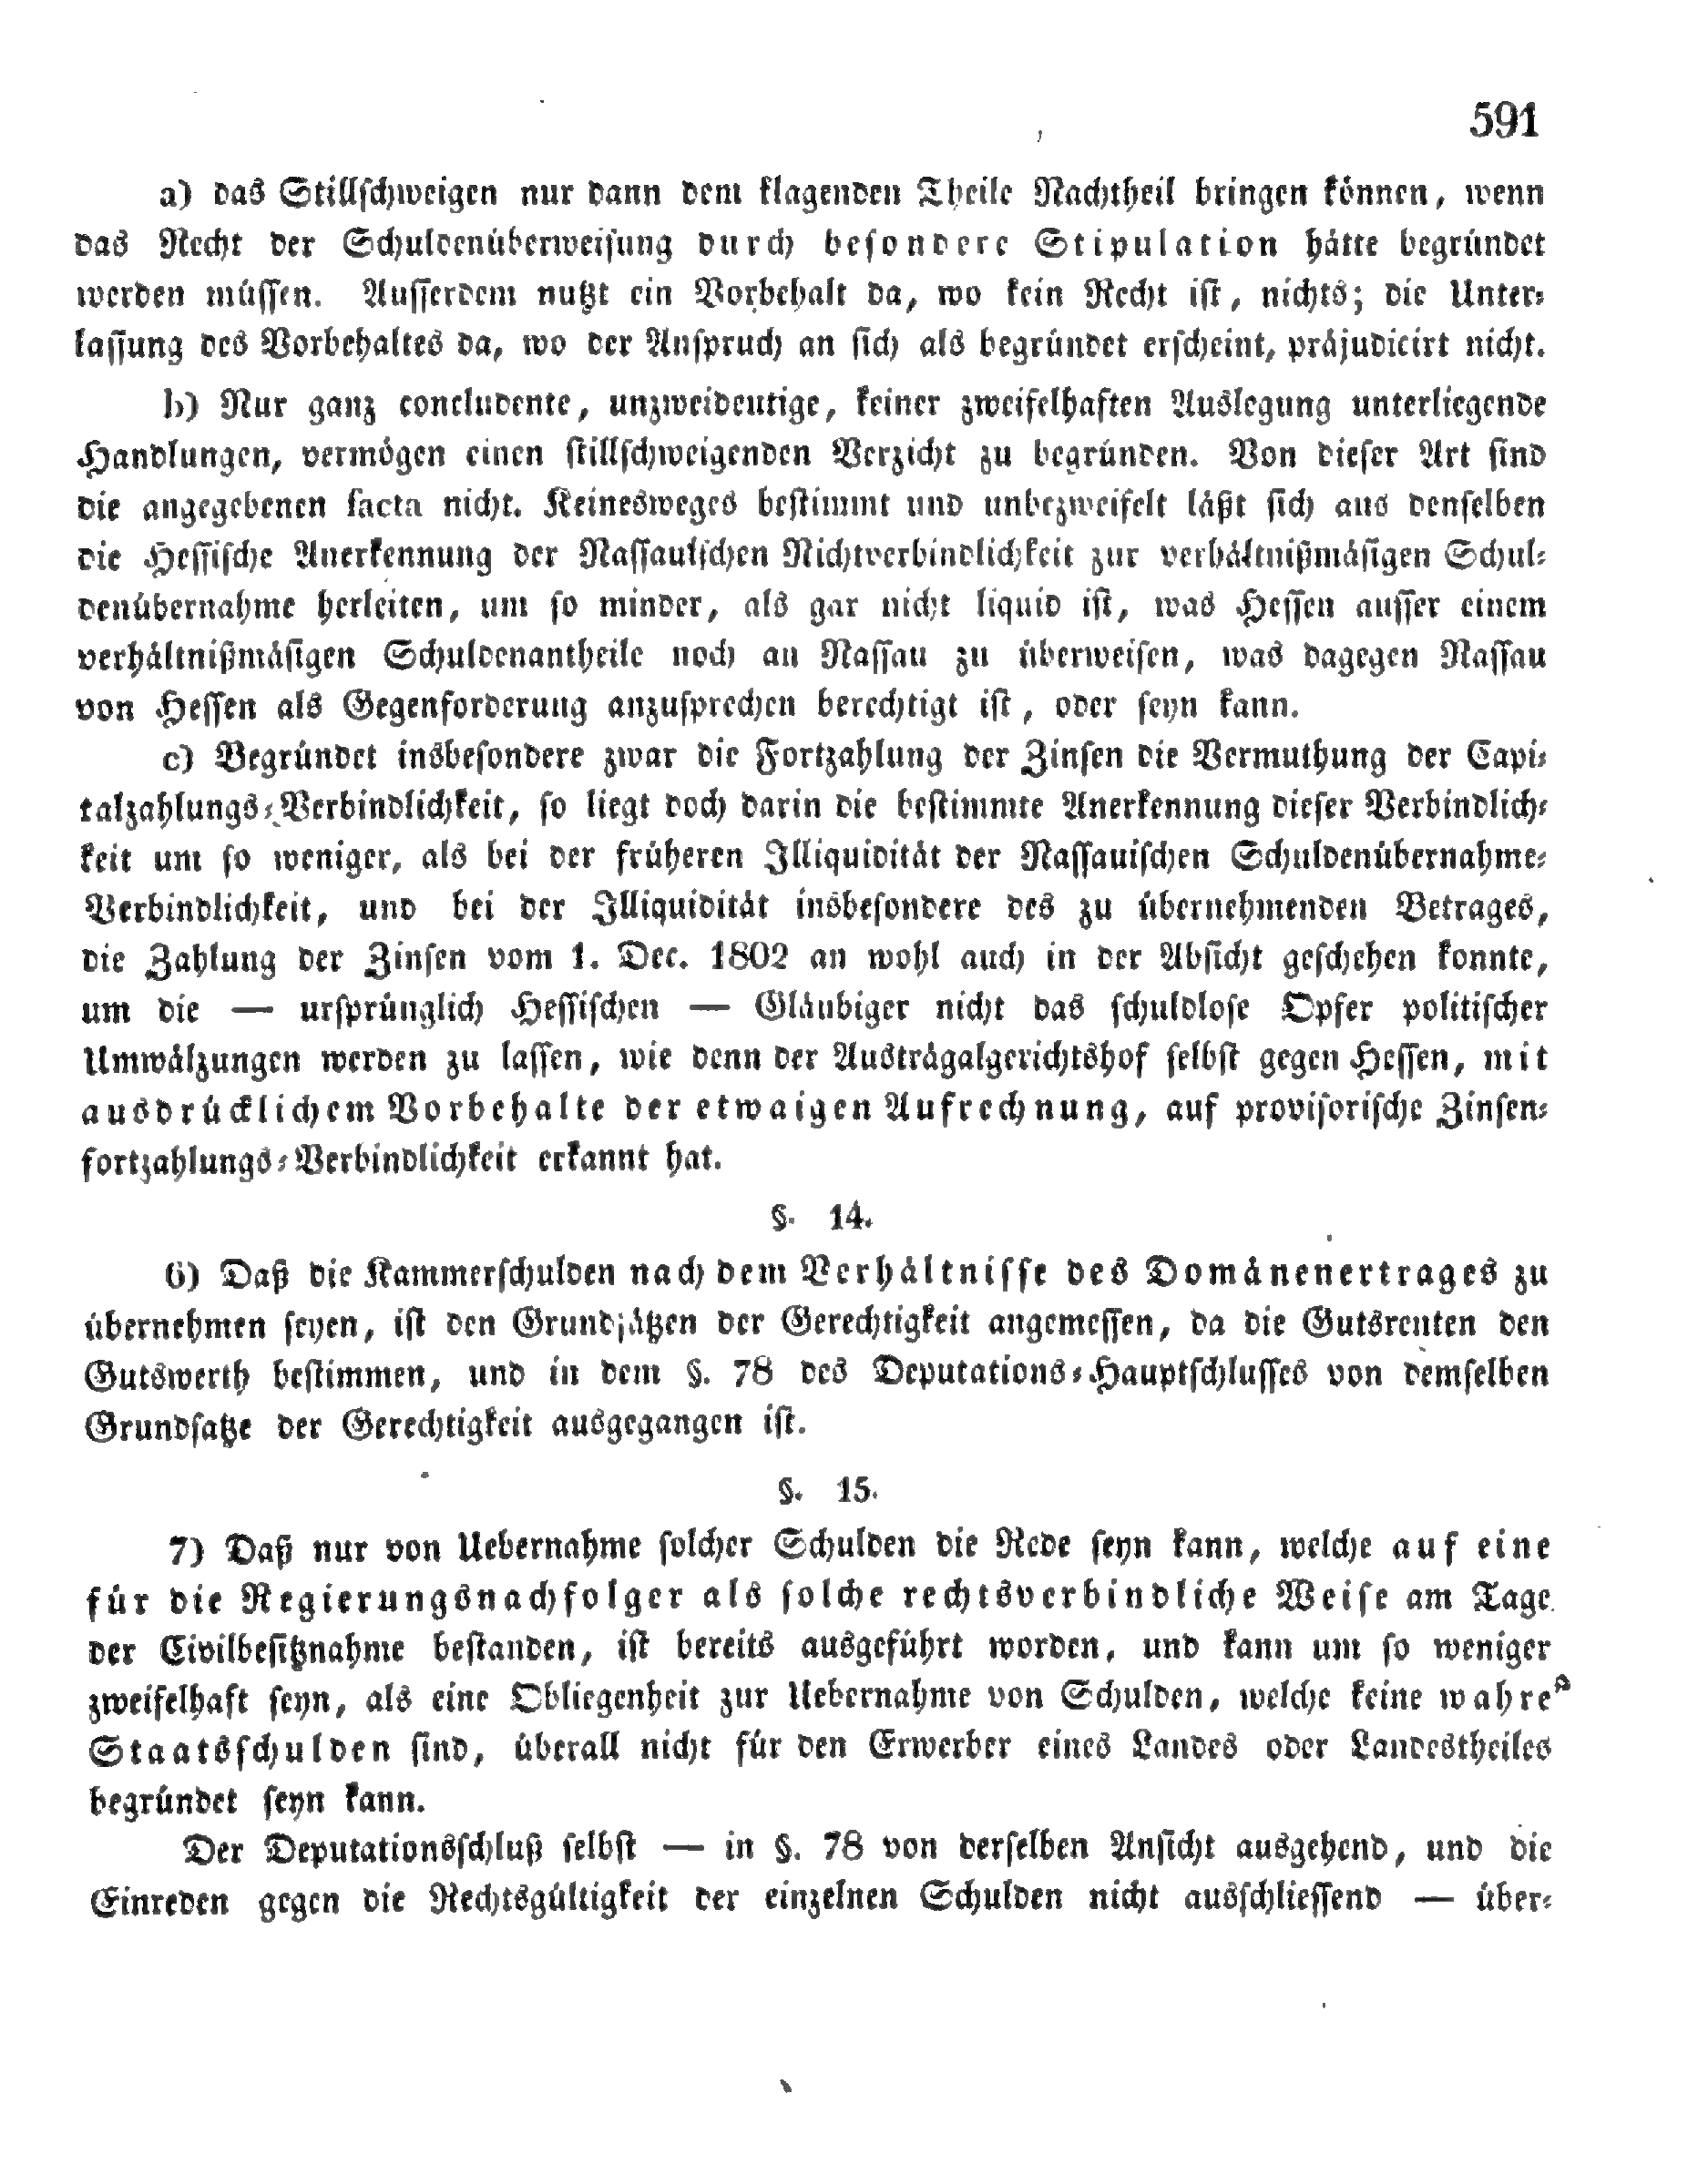 591
a) das Stillschweigen nur dann dem klagenden Theile Nachtheil bringen können, wenn
das Recht der Schuldenüberweisung durch besondere Stipulation hätte begründet
werden müssen. Ausserdem nutzt ein Vorbehalt da, wo kein Recht ist, nichts; die Unter-
lassung des Vorbehaltes da, wo der Anspruch an sich als begründet erscheint, präjudicirt nicht.
b) Nur ganz concludente, unzweideutige, keiner zweifelhaften Auslegung unterliegende
Handlungen, vermögen einen stillschweigenden Verzicht zu begründen. Von dieser Art sind
die angegebenen facta nicht. Keinesweges bestimmt und unbezweifelt läßt sich aus denselben
die Hessische Anerkennung der Nassauischen Nichtverbindlichkeit zur verhältnißmäsigen Schul-
denübernahme herleiten, um so minder, als gar nicht liquid ist, was Hessen ausser einem
verhältnißmäsigen Schuldenantheile noch an Nassau zu überweisen, was dagegen Nassau
von Hessen als Gegenforderung anzusprechen berechtigt ist, oder seyn kann.
c) Begründet insbesondere zwar die Fortzahlung der Zinsen die Vermuthung der Capi-
talzahlungs-Verbindlichkeit, so liegt doch darin die bestimmte Anerkennung dieser Verbindlich-
keit um so weniger, als bei der früheren Illiquidität der Nassauischen Schuldenübernahme-
Verbindlichkeit, und bei der Illiquidität insbesondere des zu übernehmenden Betrages,
die Zahlung der Zinsen vom 1. Dec. 1802 an wohl auch in der Absicht geschehen konnte,
um die — ursprünglich Hessischen — Gläubiger nicht das schuldlose Opfer politischer
Umwälzungen werden zu lassen, wie denn der Austrägalgerichtshof selbst gegen Hessen, mit
ausdrücklichem Vorbehalte der etwaigen Aufrechnung, auf provisorische Zinsen-
fortzahlungs-Verbindlichkeit erkannt hat.
§. 14.
6) Daß die Kammerschulden nach dem Verhältnisse des Domänenertrages zu
übernehmen seyen, ist den Grundsätzen der Gerechtigkeit angemessen, da die Gutsrenten den
Gutswerth bestimmen, und in dem §. 78 des Deputations-Hauptschlusses von demselben
Grundsatze der Gerechtigkeit ausgegangen ist.
§. 15.
7) Daß nur von Uebernahme solcher Schulden die Rede seyn kann, welche auf eine
für die Regierungsnachfolger als solche rechtsverbindliche Weise am Tage
der Civilbesitznahme bestanden, ist bereits ausgeführt worden, und kann um so weniger
zweifelhaft seyn, als eine Obliegenheit zur Uebernahme von Schulden, welche keine wahre
Staatsschulden sind, überall nicht für den Erwerber eines Landes oder Landestheiles
begründet seyn kann.
Der Deputationsschluß selbst — in §. 78 von derselben Ansicht ausgehend, und die
Einreden gegen die Rechtsgültigkeit der einzelnen Schulden nicht ausschliessend — über-